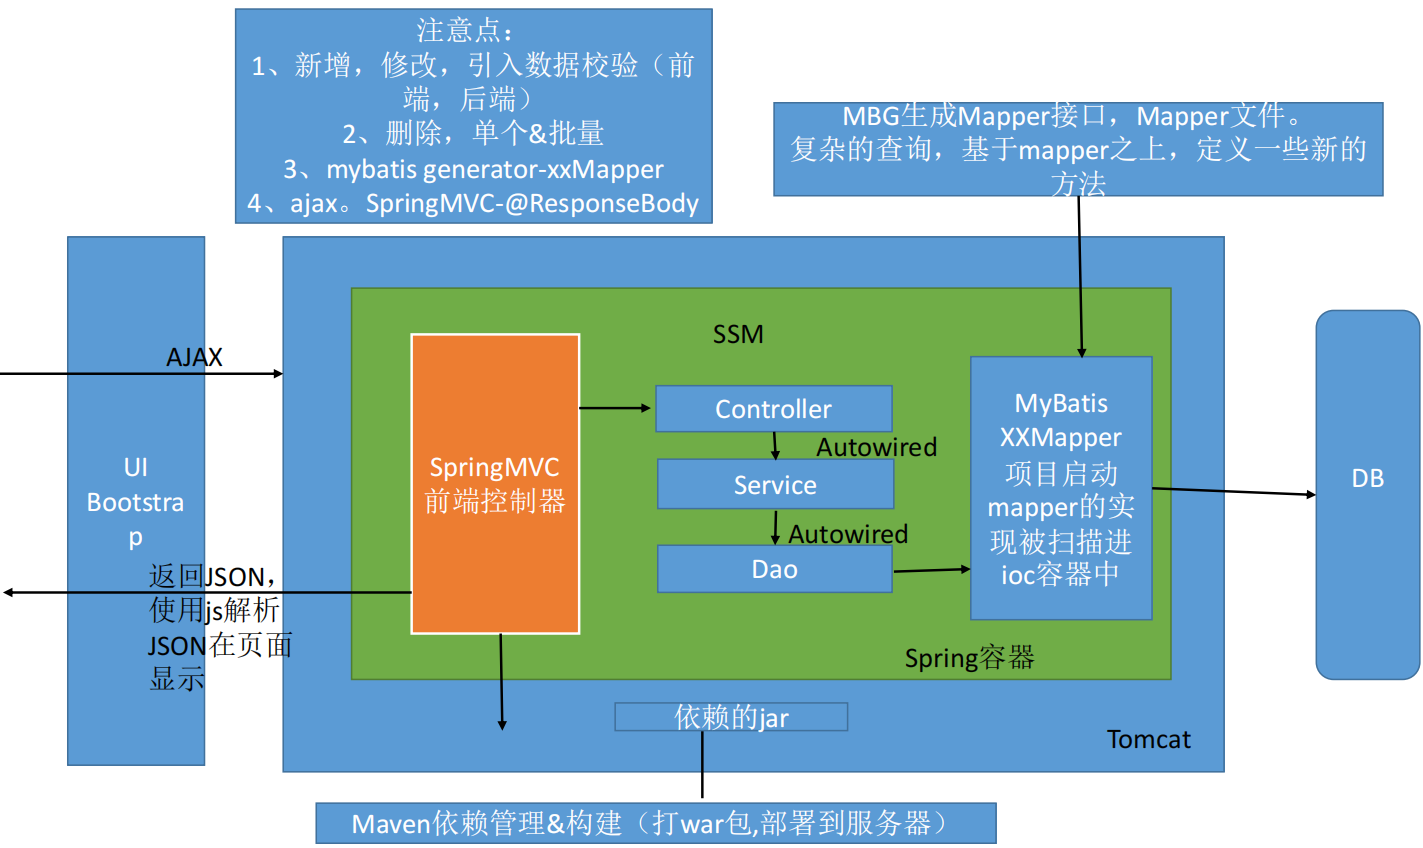 注意点：
1、新增，修改，引入数据校验（前
端，后端）
2、删除，单个&批量
3、mybatis generator-xxMapper
4、ajax。SpringMVC-@ResponseBody
MBG生成Mapper接口，Mapper文件。
复杂的查询，基于mapper之上，定义一些新的
方法
AJAX
UI
Bootstra
p
返回JSON，
使用js解析
JSON在页面
显示
SSM
SpringMVC
前端控制器
Controller
Autowired
Service
Autowired
Dao
MyBatis
XXMapper
项目启动
mapper的实
现被扫描进
ioc容器中
Spring容器
DB
依赖的jar
Tomcat
Maven依赖管理&构建（打war包,部署到服务器）